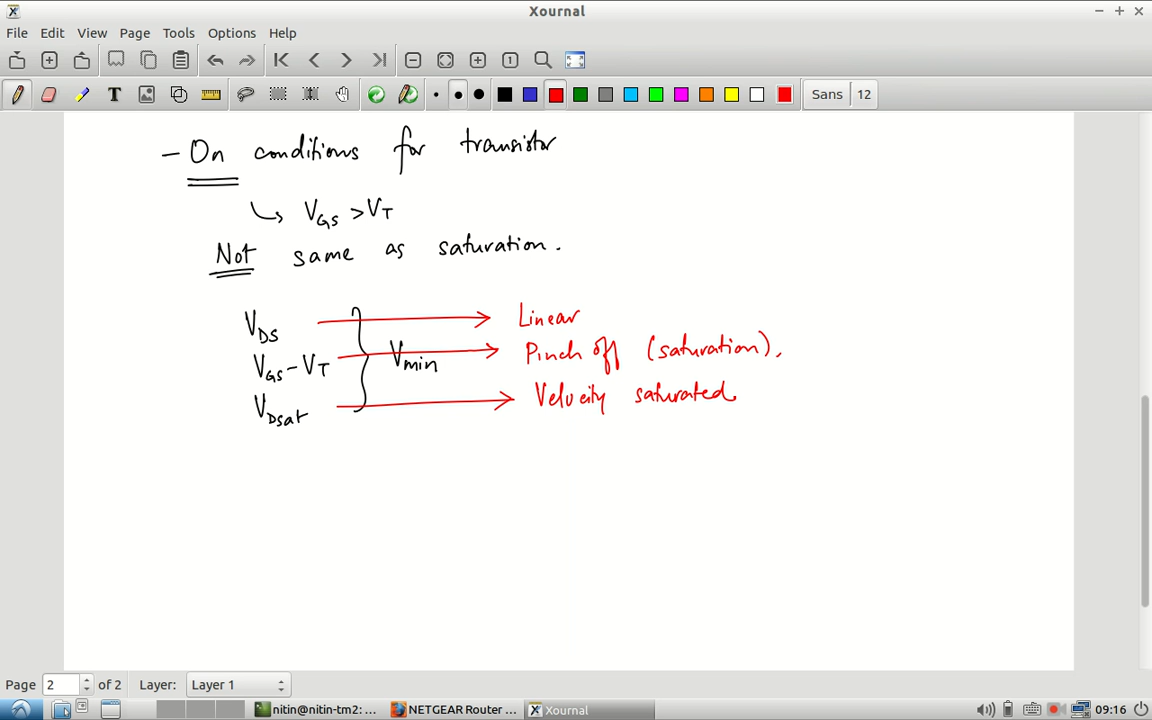 Xournal
File Edit View Page Tools Options Help
Sans 12
- On conditions for transistor
↳ VGS > VT
Not same as saturation.
VDS → Linear
VGS - VT → Pinch off (saturation).
Vmin
VDsat → Velocity saturated
Page 2 of 2 Layer: Layer 1
nitin@nitin-tm2: ... NETGEAR Router ... Xournal 09:16